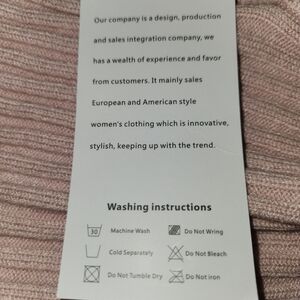 Our company is a design, production
and sales integration company, we
has a wealth of experience and favor
from customers. It mainly sales
European and American style
women's clothing which is innovative,
stylish, keeping up with the trend.
Washing instructions
30 Machine Wash Do Not Wring
Cold Separately Do Not Bleach
Do Not Tumble Dry Do Not iron